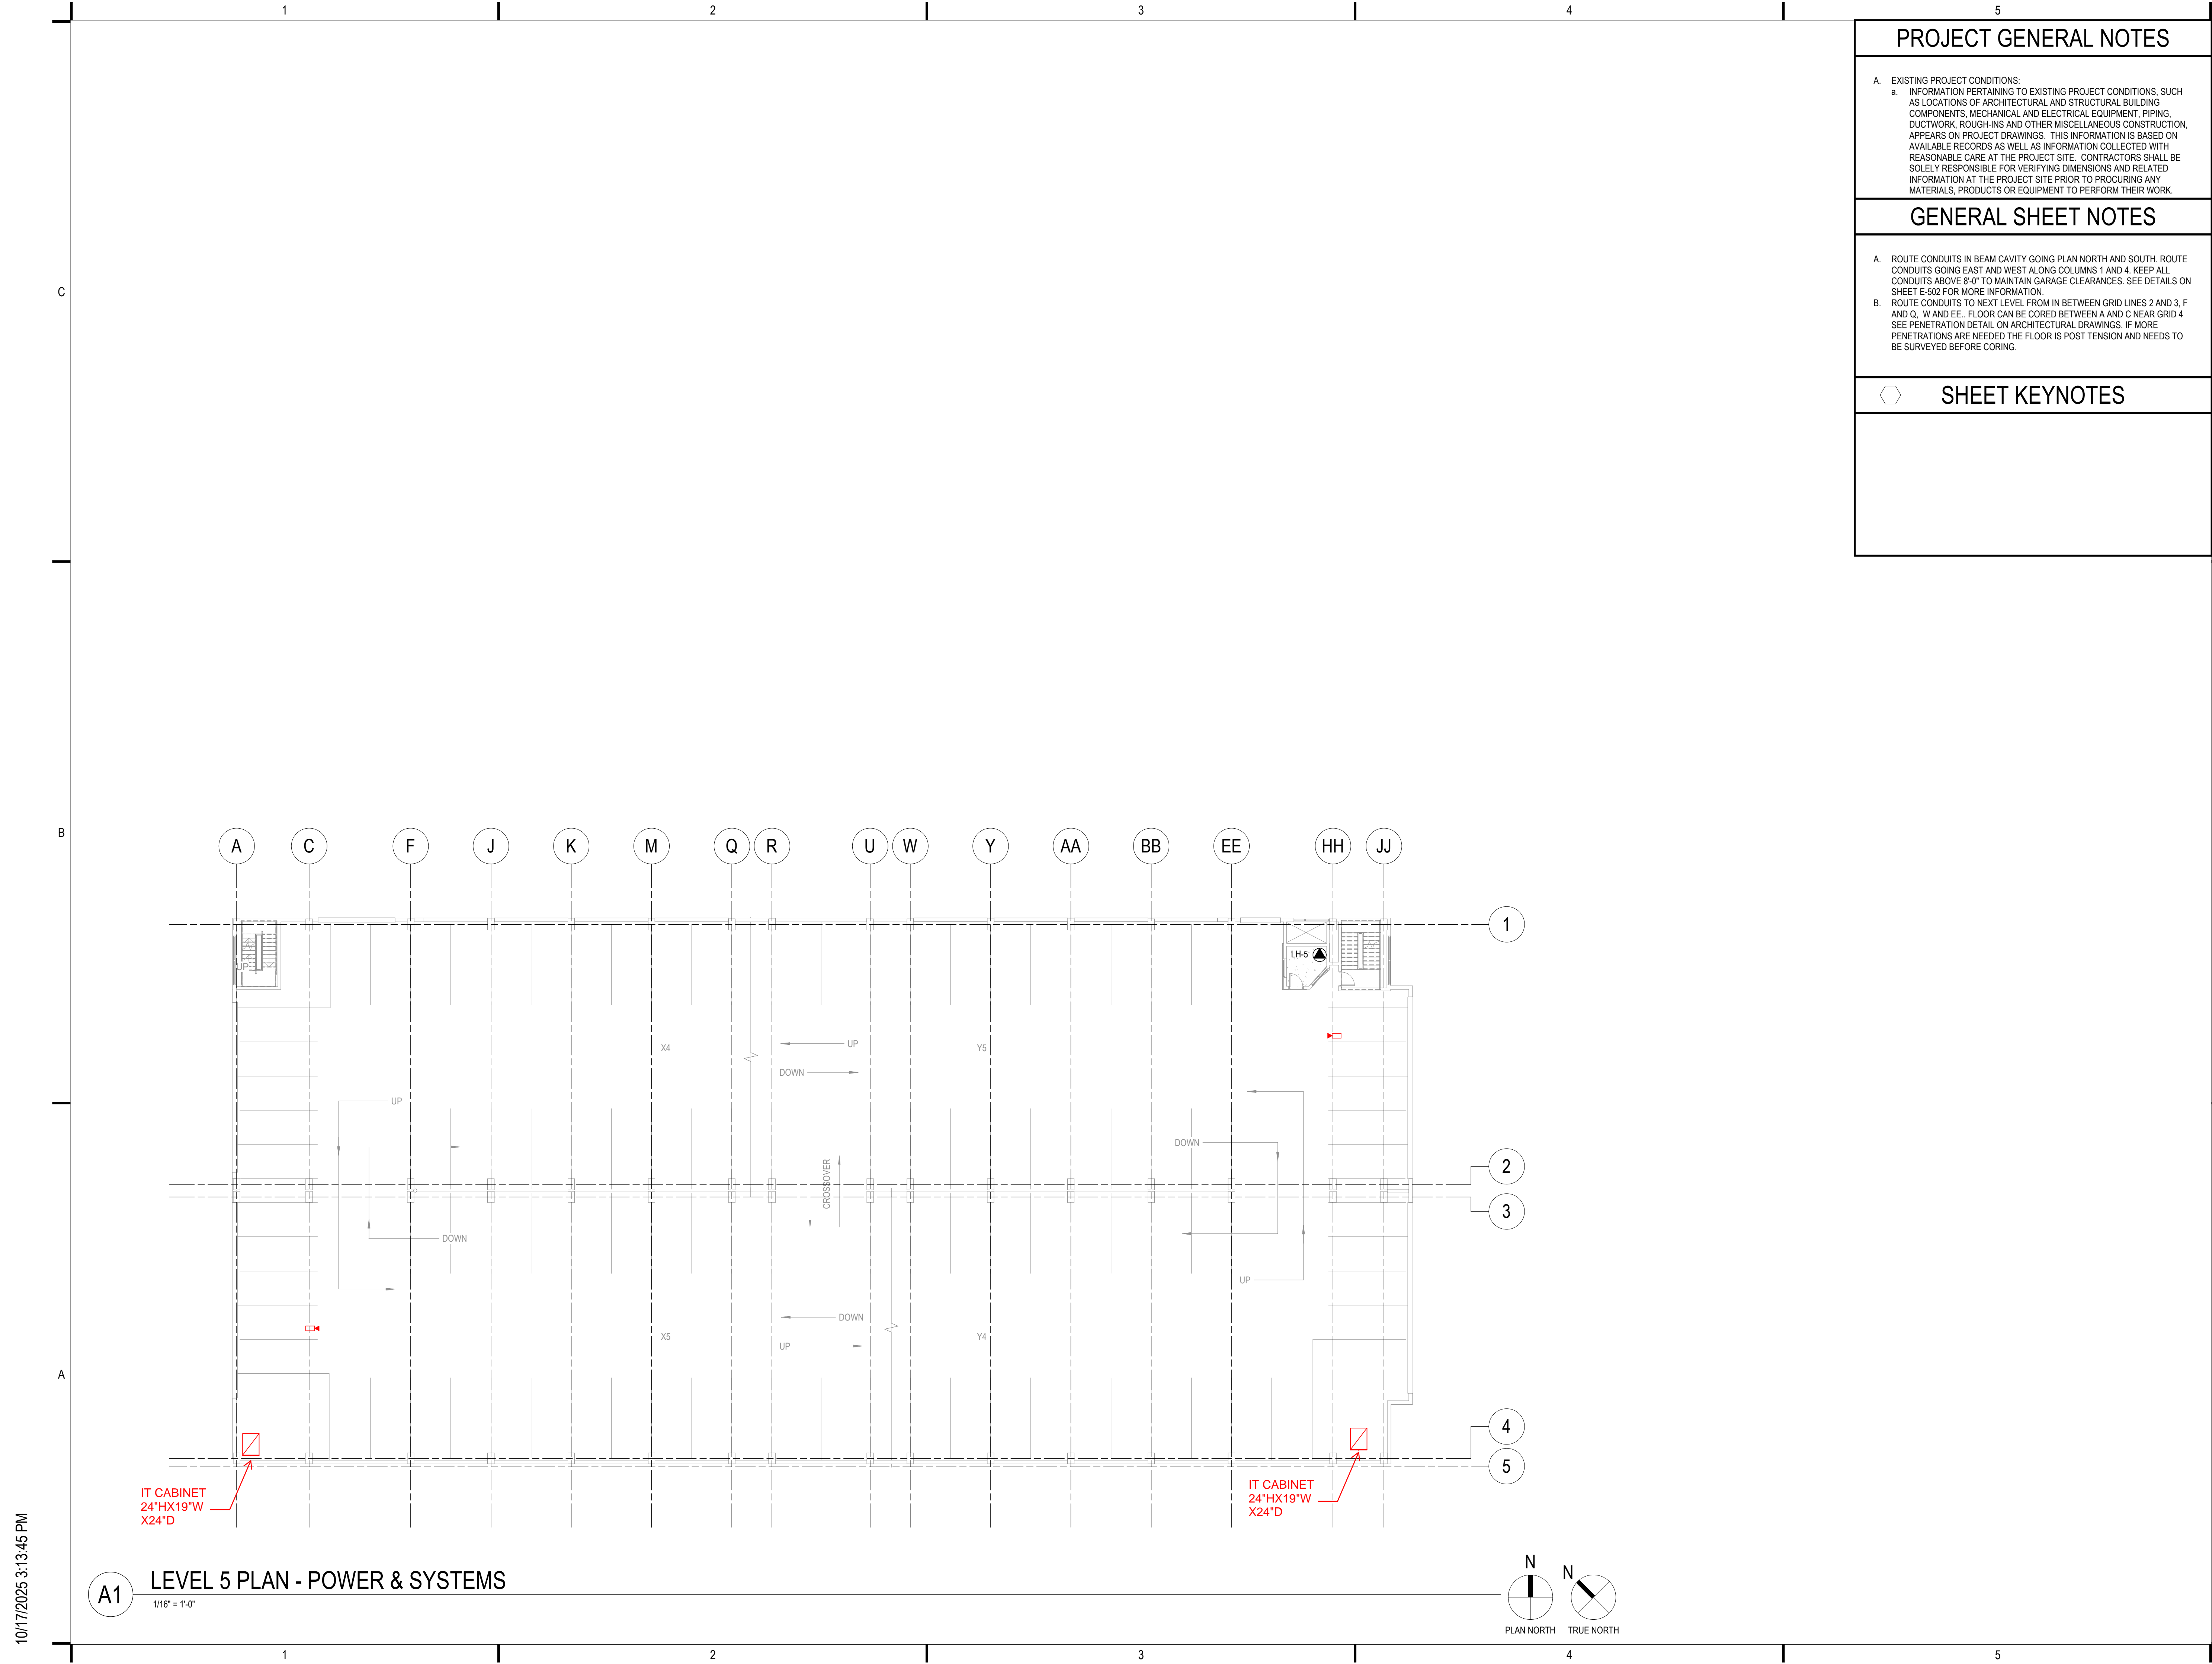 1 2 3 4 5
PROJECT GENERAL NOTES
A. EXISTING PROJECT CONDITIONS:
a. INFORMATION PERTAINING TO EXISTING PROJECT CONDITIONS, SUCH
AS LOCATIONS OF ARCHITECTURAL AND STRUCTURAL BUILDING
COMPONENTS, MECHANICAL AND ELECTRICAL EQUIPMENT, PIPING,
DUCTWORK, ROUGH-INS AND OTHER MISCELLANEOUS CONSTRUCTION,
APPEARS ON PROJECT DRAWINGS. THIS INFORMATION IS BASED ON
AVAILABLE RECORDS AS WELL AS INFORMATION COLLECTED WITH
REASONABLE CARE AT THE PROJECT SITE. CONTRACTORS SHALL BE
SOLELY RESPONSIBLE FOR VERIFYING DIMENSIONS AND RELATED
INFORMATION AT THE PROJECT SITE PRIOR TO PROCURING ANY
MATERIALS, PRODUCTS OR EQUIPMENT TO PERFORM THEIR WORK.
GENERAL SHEET NOTES
A. ROUTE CONDUITS IN BEAM CAVITY GOING PLAN NORTH AND SOUTH. ROUTE
CONDUITS GOING EAST AND WEST ALONG COLUMNS 1 AND 4. KEEP ALL
CONDUITS ABOVE 8'-0" TO MAINTAIN GARAGE CLEARANCES. SEE DETAILS ON
SHEET E-502 FOR MORE INFORMATION.
B. ROUTE CONDUITS TO NEXT LEVEL FROM IN BETWEEN GRID LINES 2 AND 3, F
AND Q, W AND EE.. FLOOR CAN BE CORED BETWEEN A AND C NEAR GRID 4
SEE PENETRATION DETAIL ON ARCHITECTURAL DRAWINGS. IF MORE
PENETRATIONS ARE NEEDED THE FLOOR IS POST TENSION AND NEEDS TO
BE SURVEYED BEFORE CORING.
SHEET KEYNOTES
C
B
A
A C F J K M Q R U W Y AA BB EE HH JJ
1
UP
LH-5
X4
UP
Y5
DOWN
UP
DOWN
2
CROSSOVER
3
DOWN
UP
DOWN
X5
Y4
UP
4
5
IT CABINET
24"HX19"W
X24"D
IT CABINET
24"HX19"W
X24"D
A1
LEVEL 5 PLAN - POWER & SYSTEMS
1/16" = 1'-0"
N
PLAN NORTH
N
TRUE NORTH
10/17/2025 3:13:45 PM
1 2 3 4 5